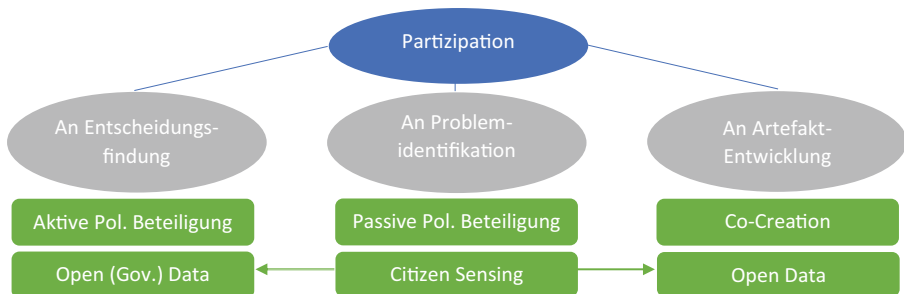 Partizipation
An Entscheidungs-
findung
An Problem-
identifikation
An Artefakt-
Entwicklung
Aktive Pol. Beteiligung
Passive Pol. Beteiligung
Co-Creation
Open (Gov.) Data
Citizen Sensing
Open Data